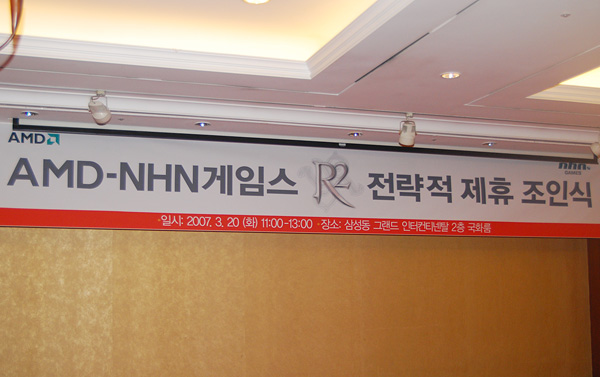 AMD
nhn GAMES
AMD-NHN게임스 R2 전략적 제휴 조인식
·일시: 2007. 3. 20 (화) 11:00-13:00 ·장소: 삼성동 그랜드 인터컨티넨탈 2층 국화룸